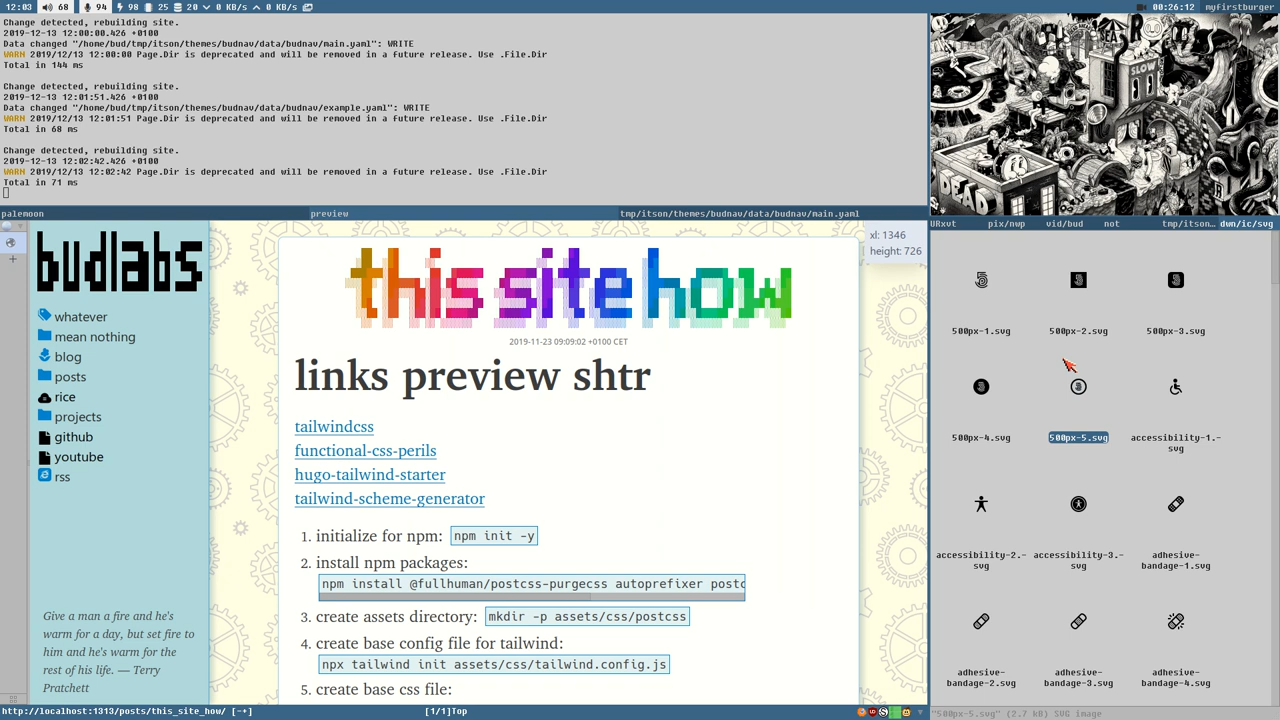 12:03 68 94 98 25 20 0 KB/s 0 KB/s 00:26:12 myfirstburger
Change detected, rebuilding site.
2019-12-13 12:00:00.426 +0100
Data changed "/home/bud/tmp/itson/themes/budnav/data/budnav/main.yaml": WRITE
WARN 2019/12/13 12:00:00 Page.Dir is deprecated and will be removed in a future release. Use .File.Dir
Total in 144 ms
Change detected, rebuilding site.
2019-12-13 12:01:51.426 +0100
Data changed "/home/bud/tmp/itson/themes/budnav/data/budnav/example.yaml": WRITE
WARN 2019/12/13 12:01:51 Page.Dir is deprecated and will be removed in a future release. Use .File.Dir
Total in 68 ms
Change detected, rebuilding site.
2019-12-13 12:02:42.426 +0100
WARN 2019/12/13 12:02:42 Page.Dir is deprecated and will be removed in a future release. Use .File.Dir
Total in 71 ms
palemoon preview tmp/itson/themes/budnav/data/budnav/main.yaml
budlabs
whatever
mean nothing
blog
posts
rice
projects
github
youtube
rss
Give a man a fire and he's
warm for a day, but set fire to
him and he's warm for the
rest of his life. — Terry
Pratchett
this site how
xl: 1346
height: 726
2019-11-23 09:09:02 +0100 CET
links preview shtr
tailwindcss
functional-css-perils
hugo-tailwind-starter
tailwind-scheme-generator
1. initialize for npm: npm init -y
2. install npm packages:
npm install @fullhuman/postcss-purgecss autoprefixer postc
3. create assets directory: mkdir -p assets/css/postcss
4. create base config file for tailwind:
npx tailwind init assets/css/tailwind.config.js
5. create base css file:
http://localhost:1313/posts/this_site_how/ [-+] [1/1]Top
SLOW
DEAD
URxvt pix/nwp vid/bud not tmp/itson… dwn/ic/svg
500px-1.svg 500px-2.svg 500px-3.svg
500px-4.svg 500px-5.svg accessibility-1.-
svg
accessibility-2.- accessibility-3.- adhesive-
svg svg bandage-1.svg
adhesive- adhesive- adhesive-
bandage-2.svg bandage-3.svg bandage-4.svg
"500px-5.svg" (2.7 kB) SVG image